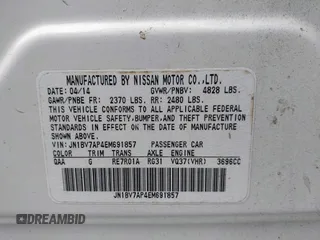 MANUFACTURED BY NISSAN MOTOR CO.,LTD.
DATE:04/14 GVWR/PNBV: 4828 LBS.
GAWR/PNBE FR: 2370 LBS. RR: 2480 LBS.
THIS VEHICLE CONFORMS TO ALL APPLICABLE FEDERAL
MOTOR VEHICLE SAFETY,BUMPER,AND THEFT PREVENTION
STANDARDS IN EFFECT ON THE DATE OF MANUFACTURE
SHOWN ABOVE.
VIN:JN1BV7AP4EM691857 PASSENGER CAR
COLOR TRIM TRANS AXLE ENGINE
QAA G RE7R01A RG31 VQ37(VHR) 3696CC
JN1BV7AP4EM691857
DREAMBID